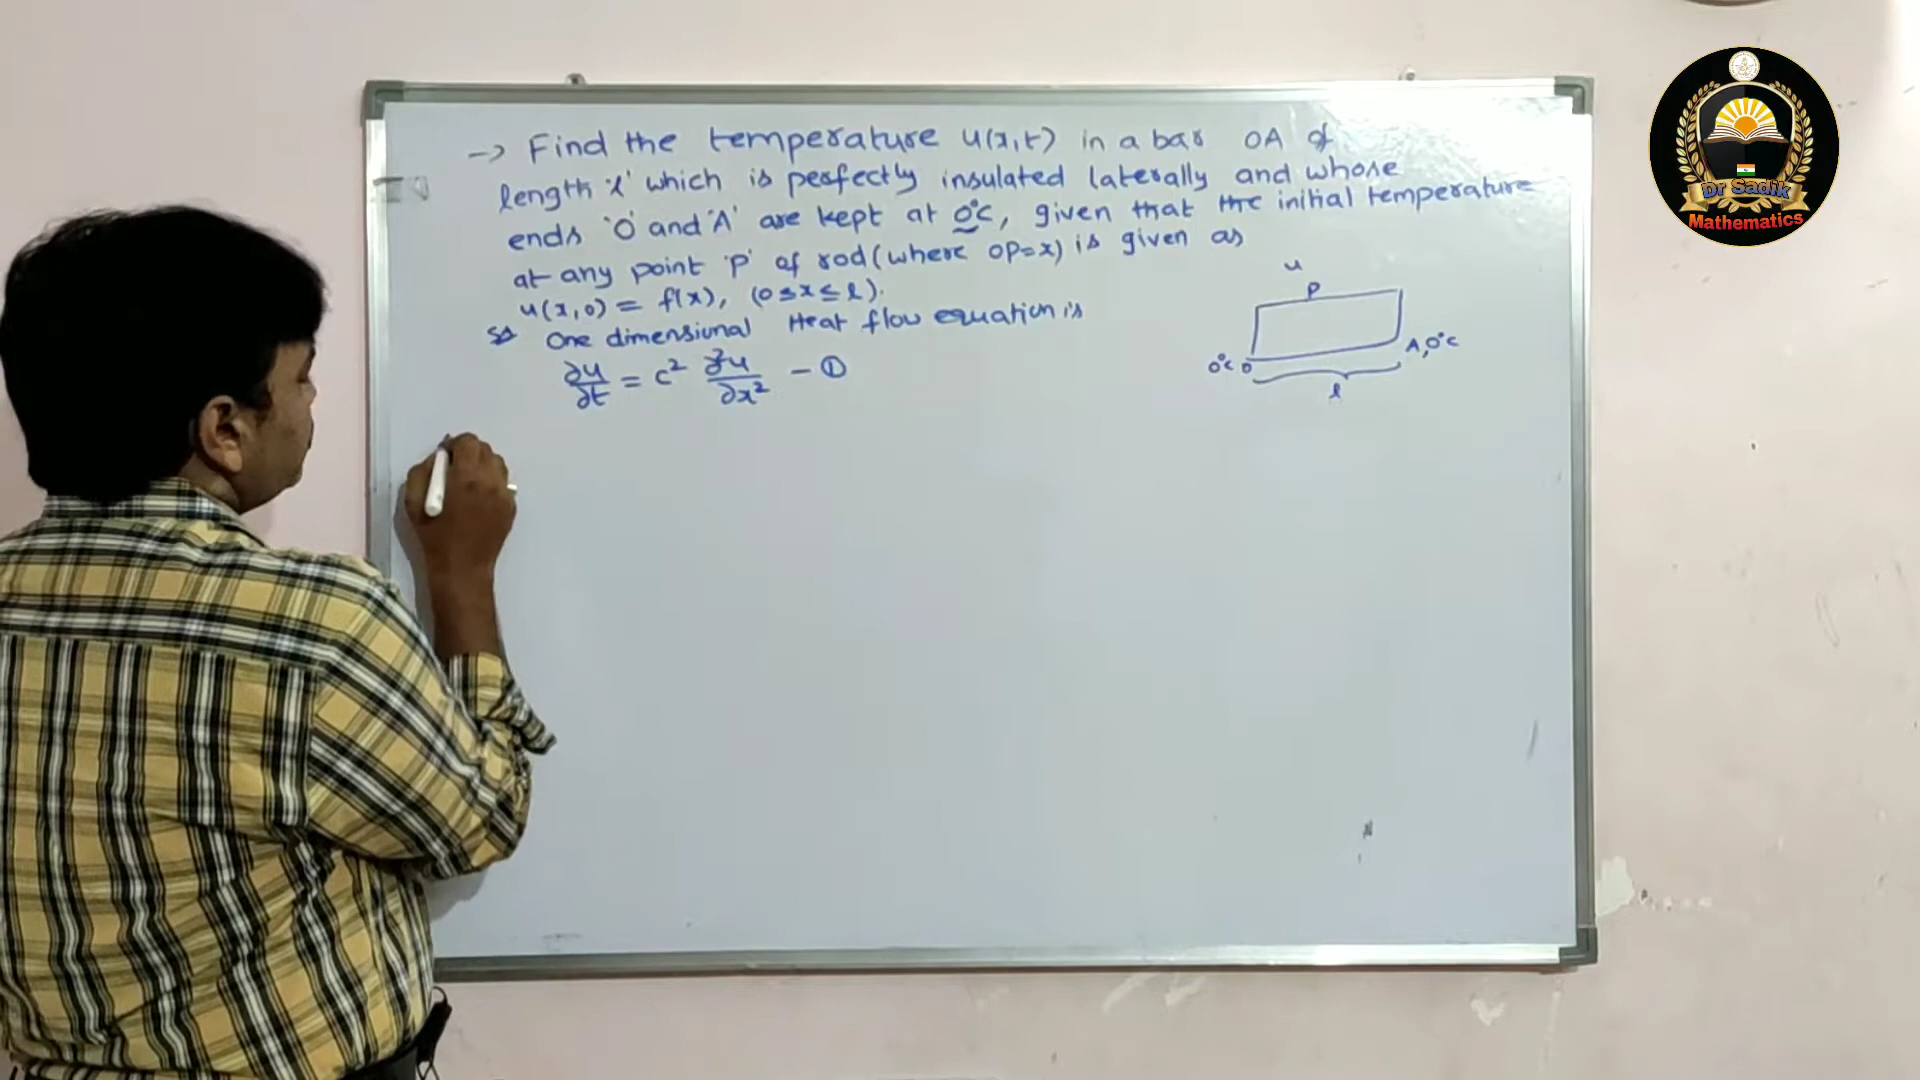 → Find the temperature u(x,t) in a bar OA of
length 'l' which is perfectly insulated laterally and whose
ends 'O' and 'A' are kept at 0°C, given that the initial temperature
at any point 'P' of rod (where OP=x) is given as
u(x,0) = f(x), (0≤x≤l).
Sol One dimensional Heat flow equation is
∂u/∂t = c² ∂²u/∂x² – ①
u
P
0°C O
A, 0°C
l
Dr Sadik
Mathematics